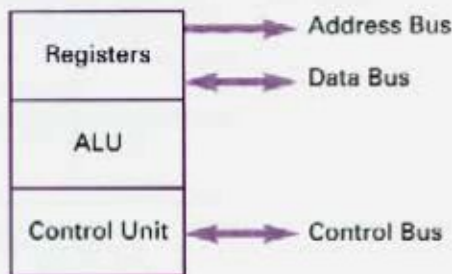 Address Bus
Registers
Data Bus
ALU
Control Unit
Control Bus